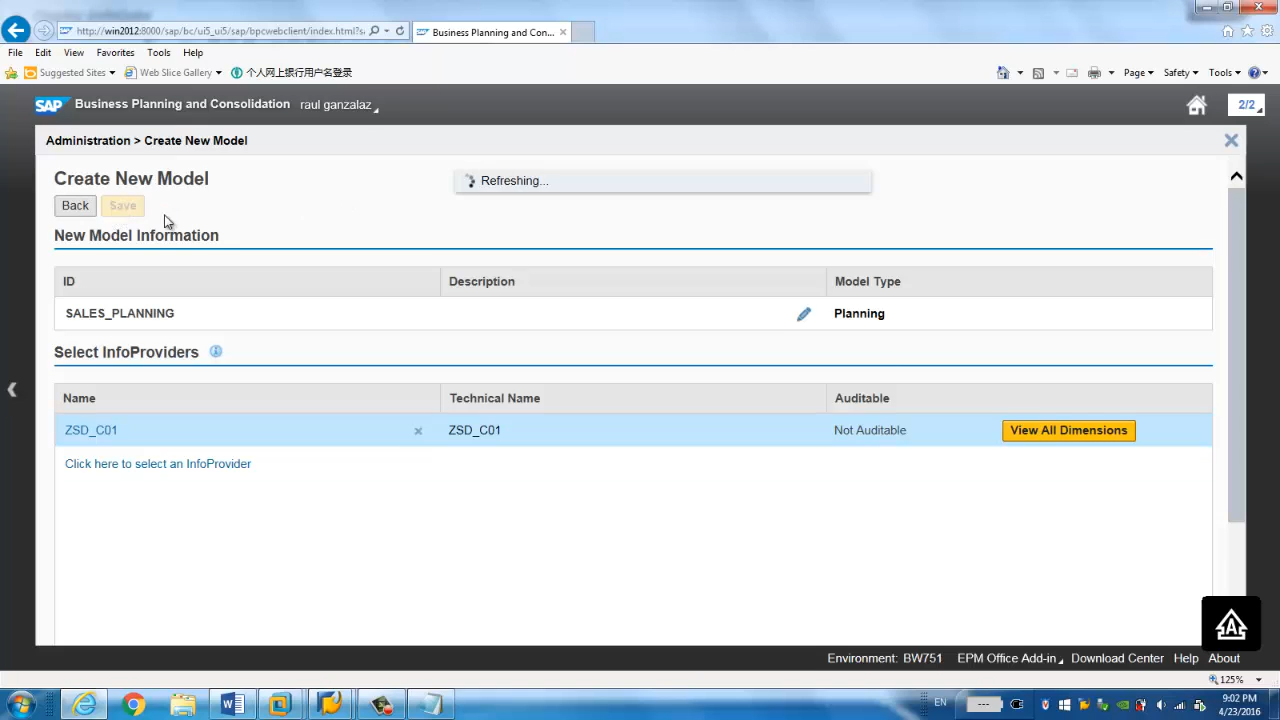 http://win2012:8000/sap/bc/ui5_ui5/sap/bpcwebclient/index.html?s
Business Planning and Con...
File Edit View Favorites Tools Help
Suggested Sites Web Slice Gallery 个人网上银行用户名登录
Page Safety Tools
SAP Business Planning and Consolidation raul ganzalaz
2/2
Administration > Create New Model
Create New Model
Refreshing...
Back Save
New Model Information
ID Description Model Type
SALES_PLANNING Planning
Select InfoProviders
Name Technical Name Auditable
ZSD_C01 ZSD_C01 Not Auditable View All Dimensions
Click here to select an InfoProvider
A
Environment: BW751 EPM Office Add-in Download Center Help About
125%
EN
9:02 PM
4/23/2016